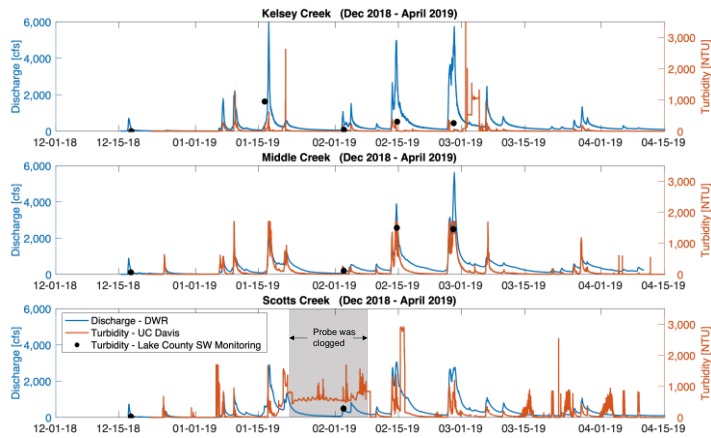 Kelsey Creek (Dec 2018 - April 2019)
6,000
4,000
2,000
0
Discharge [cfs]
3,000
2,000
1,000
0
Turbidity [NTU]
12-01-18 12-15-18 01-01-19 01-15-19 02-01-19 02-15-19 03-01-19 03-15-19 04-01-19 04-15-19
Middle Creek (Dec 2018 - April 2019)
6,000
4,000
2,000
0
Discharge [cfs]
3,000
2,000
1,000
0
Turbidity [NTU]
12-01-18 12-15-18 01-01-19 01-15-19 02-01-19 02-15-19 03-01-19 03-15-19 04-01-19 04-15-19
Scotts Creek (Dec 2018 - April 2019)
6,000
4,000
2,000
0
Discharge [cfs]
Discharge - DWR
Turbidity - UC Davis
Turbidity - Lake County SW Monitoring
Probe was
clogged
3,000
2,000
1,000
0
Turbidity [NTU]
12-01-18 12-15-18 01-01-19 01-15-19 02-01-19 02-15-19 03-01-19 03-15-19 04-01-19 04-15-19